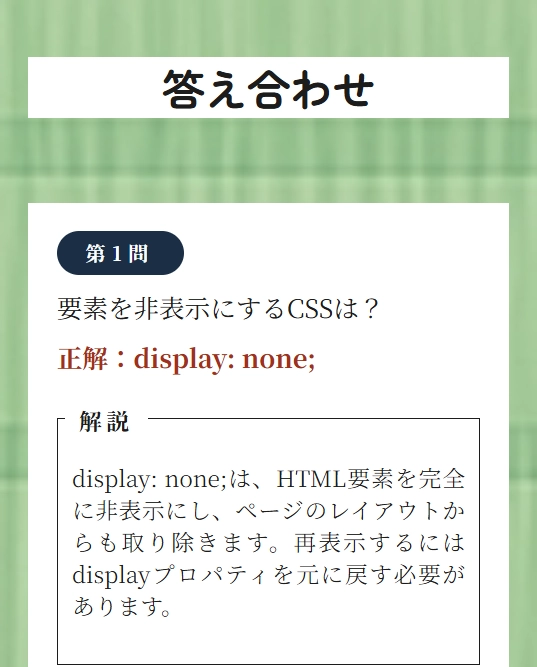 答え合わせ
第1問
要素を非表示にするCSSは？
正解：display: none;
解説
display: none;は、HTML要素を完全
に非表示にし、ページのレイアウトか
らも取り除きます。再表示するには
displayプロパティを元に戻す必要が
あります。